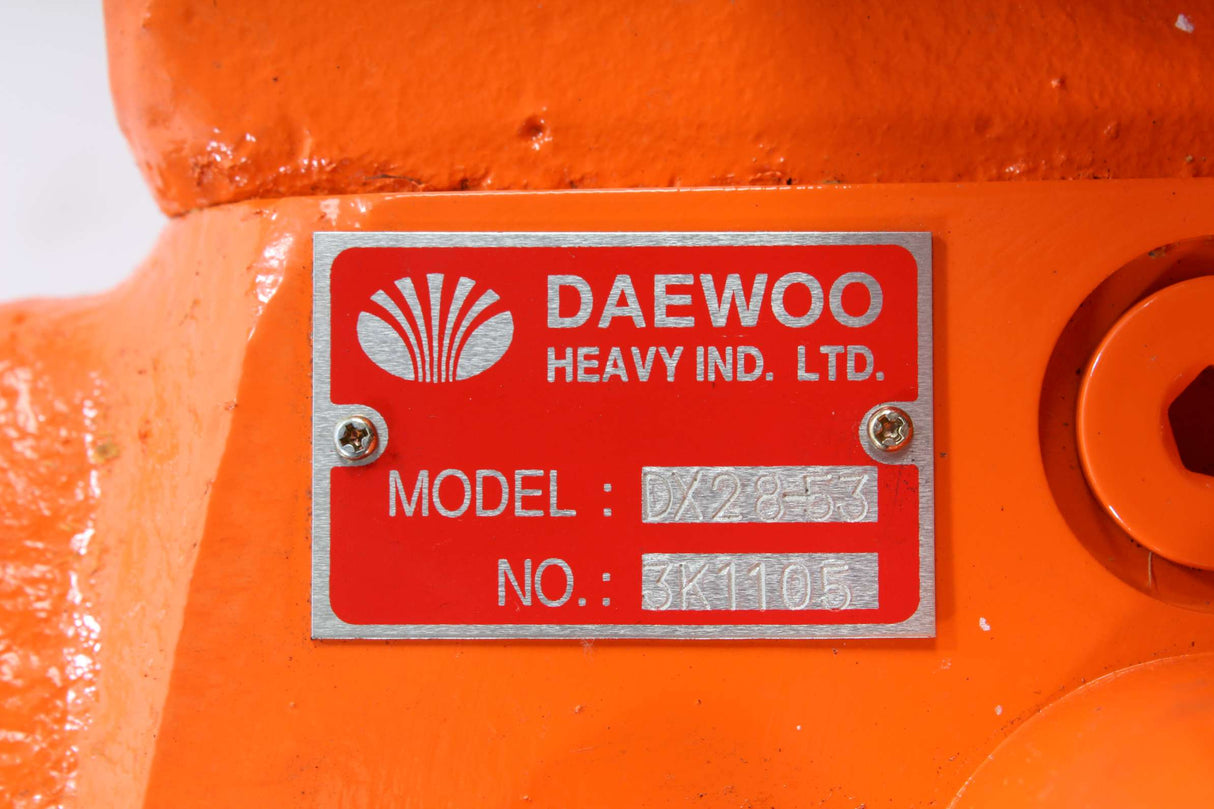 DAEWOO
HEAVY IND. LTD.
MODEL : DX28-53
NO. : 3K1105